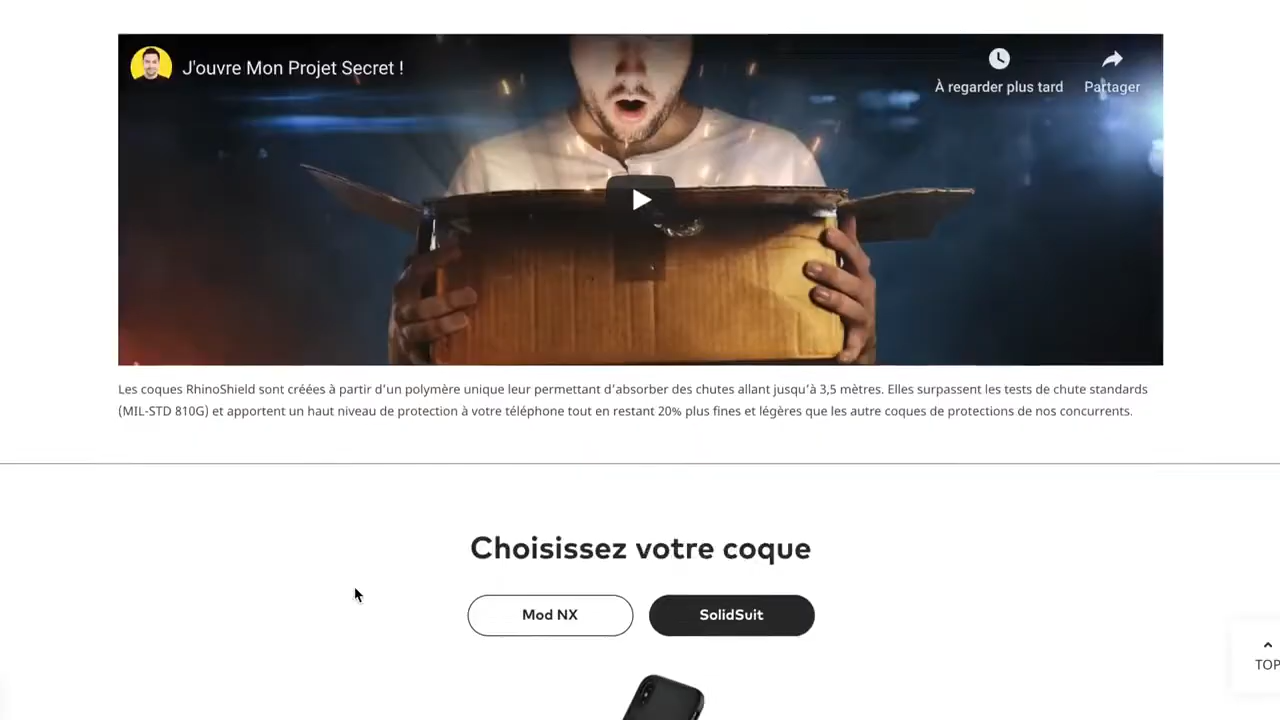 J'ouvre Mon Projet Secret !
À regarder plus tard
Partager
Les coques RhinoShield sont créées à partir d'un polymère unique leur permettant d'absorber des chutes allant jusqu'à 3,5 mètres. Elles surpassent les tests de chute standards
(MIL-STD 810G) et apportent un haut niveau de protection à votre téléphone tout en restant 20% plus fines et légères que les autre coques de protections de nos concurrents.
Choisissez votre coque
Mod NX
SolidSuit
TOP